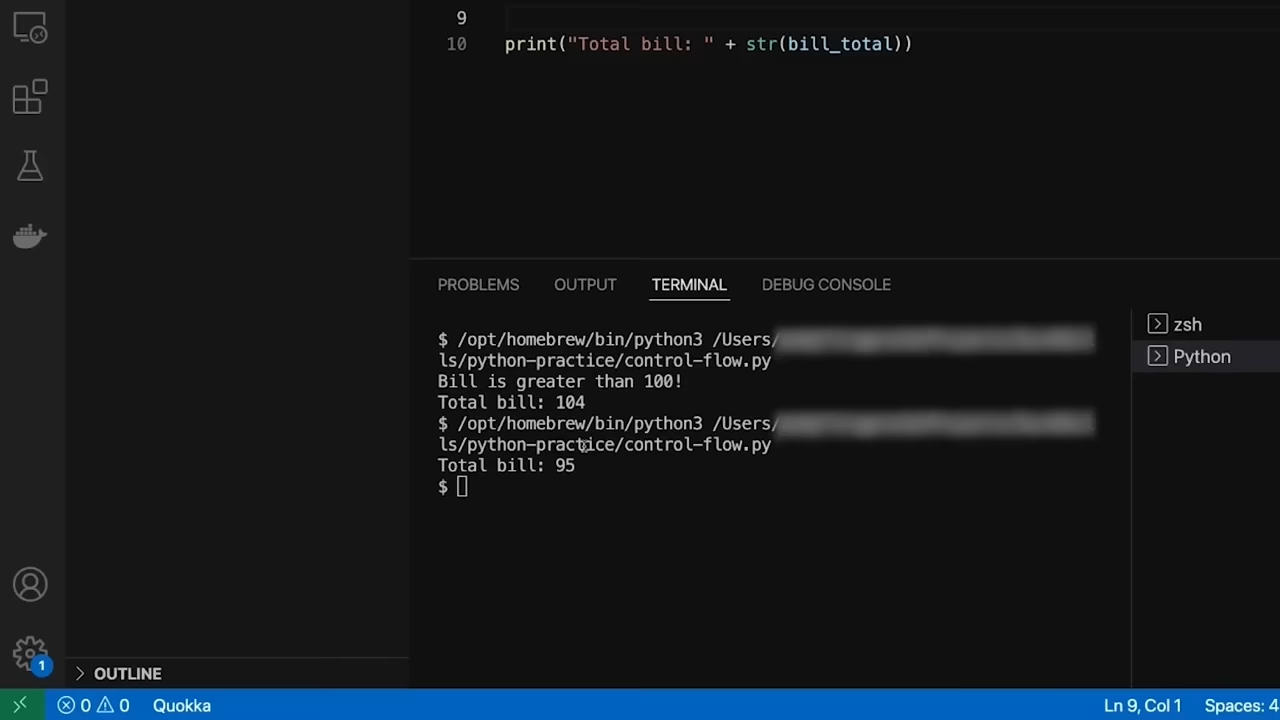 9
10 print("Total bill: " + str(bill_total))
PROBLEMS OUTPUT TERMINAL DEBUG CONSOLE
$ /opt/homebrew/bin/python3 /Users/
ls/python-practice/control-flow.py
Bill is greater than 100!
Total bill: 104
$ /opt/homebrew/bin/python3 /Users/
ls/python-practice/control-flow.py
Total bill: 95
$
zsh
Python
1
OUTLINE
0 0 Quokka Ln 9, Col 1 Spaces: 4